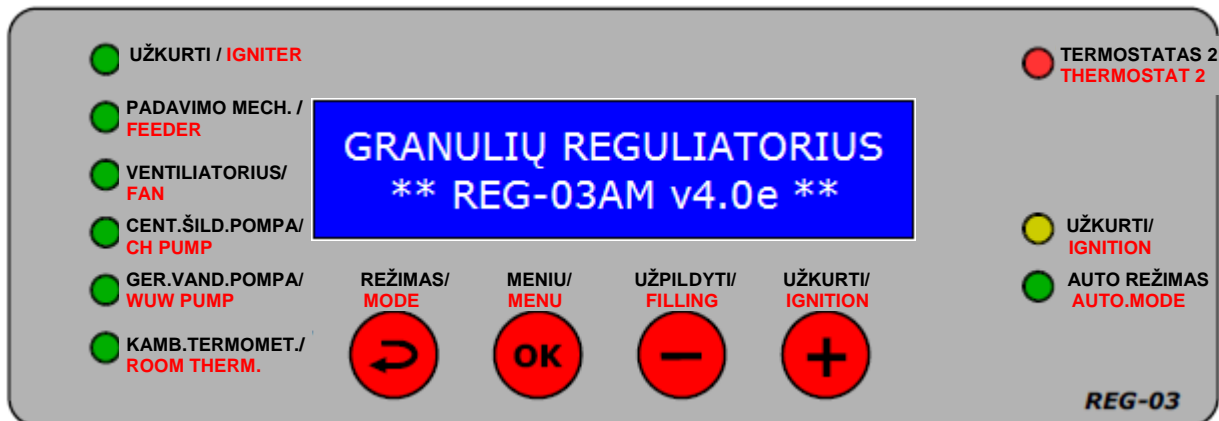 UŽKURTI / IGNITER
PADAVIMO MECH. /
FEEDER
VENTILIATORIUS/
FAN
CENT.ŠILD.POMPA/
CH PUMP
GER.VAND.POMPA/
WUW PUMP
KAMB.TERMOMET./
ROOM THERM.
GRANULIŲ REGULIATORIUS
** REG-03AM v4.0e **
REŽIMAS/
MODE
MENIU/
MENU
OK
UŽPILDYTI/
FILLING
−
UŽKURTI/
IGNITION
+
TERMOSTATAS 2
THERMOSTAT 2
UŽKURTI/
IGNITION
AUTO REŽIMAS
AUTO.MODE
REG-03